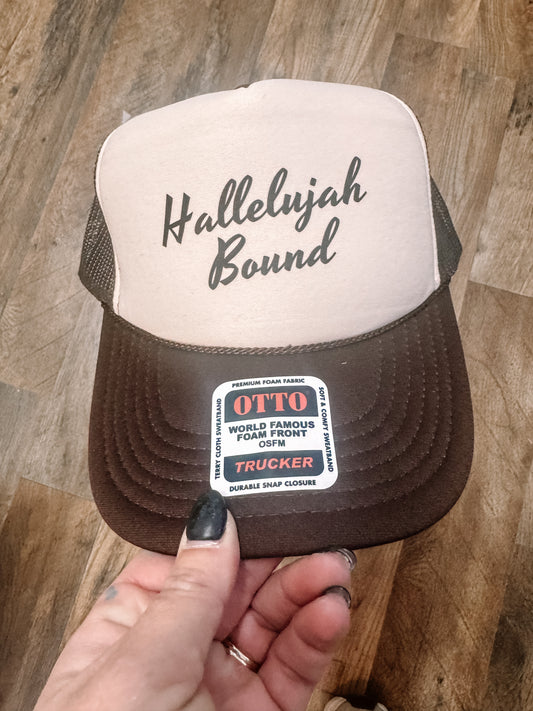 Hallelujah
Bound
PREMIUM FOAM FABRIC
TERRY CLOTH SWEATBAND
OTTO
WORLD FAMOUS
FOAM FRONT
OSFM
TRUCKER
SOFT & COMFY SWEATBAND
DURABLE SNAP CLOSURE